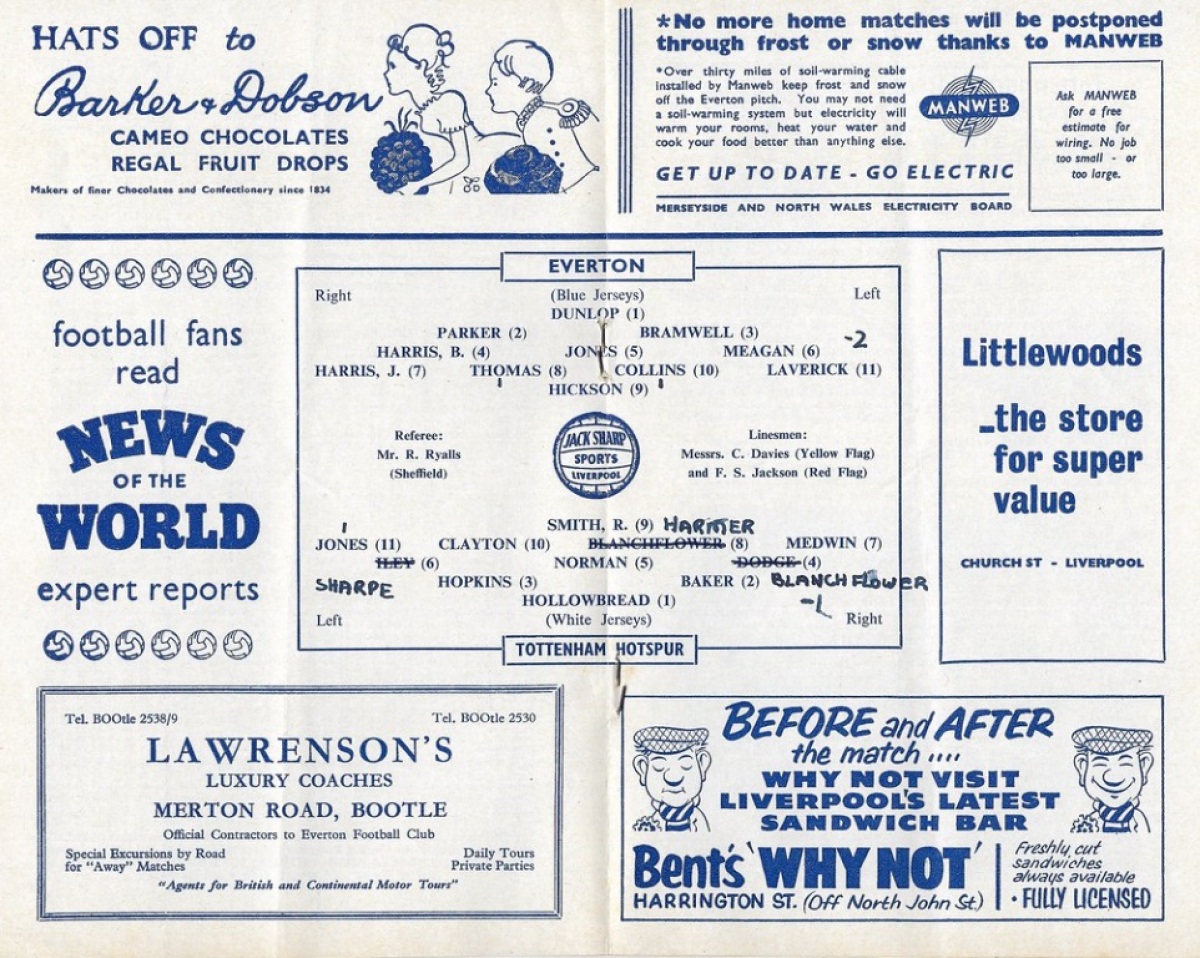 HATS OFF to
Barker & Dobson
CAMEO CHOCOLATES
REGAL FRUIT DROPS
Makers of finer Chocolates and Confectionery since 1834
*No more home matches will be postponed
through frost or snow thanks to MANWEB
*Over thirty miles of soil-warming cable
installed by Manweb keep frost and snow
off the Everton pitch. You may not need
a soil-warming system but electricity will
warm your rooms, heat your water and
cook your food better than anything else.
MANWEB
GET UP TO DATE - GO ELECTRIC
MERSEYSIDE AND NORTH WALES ELECTRICITY BOARD
Ask MANWEB
for a free
estimate for
wiring. No job
too small - or
too large.
football fans
read
NEWS
OF THE
WORLD
expert reports
EVERTON
Right (Blue Jerseys) Left
DUNLOP (1)
PARKER (2) BRAMWELL (3)
HARRIS, B. (4) JONES (5) MEAGAN (6) -2
HARRIS, J. (7) THOMAS (8) COLLINS (10) LAVERICK (11)
HICKSON (9)
Referee:
Mr. R. Ryalls
(Sheffield)
JACK SHARP
SPORTS
LIVERPOOL
Linesmen:
Messrs. C. Davies (Yellow Flag)
and F. S. Jackson (Red Flag)
SMITH, R. (9) HARMER
JONES (11) CLAYTON (10) BLANCHFLOWER (8) MEDWIN (7)
ILEY (6) NORMAN (5) DODGE (4)
SHARPE HOPKINS (3) BAKER (2) BLANCHFLOWER
HOLLOWBREAD (1) -1
Left (White Jerseys) Right
TOTTENHAM HOTSPUR
Littlewoods
...the store
for super
value
CHURCH ST - LIVERPOOL
Tel. BOOtle 2538/9 Tel. BOOtle 2530
LAWRENSON'S
LUXURY COACHES
MERTON ROAD, BOOTLE
Official Contractors to Everton Football Club
Special Excursions by Road
for "Away" Matches
Daily Tours
Private Parties
"Agents for British and Continental Motor Tours"
BEFORE and AFTER
the match ....
WHY NOT VISIT
LIVERPOOL'S LATEST
SANDWICH BAR
Bent's 'WHY NOT'
HARRINGTON ST. (Off North John St.)
Freshly cut
sandwiches
always available
· FULLY LICENSED